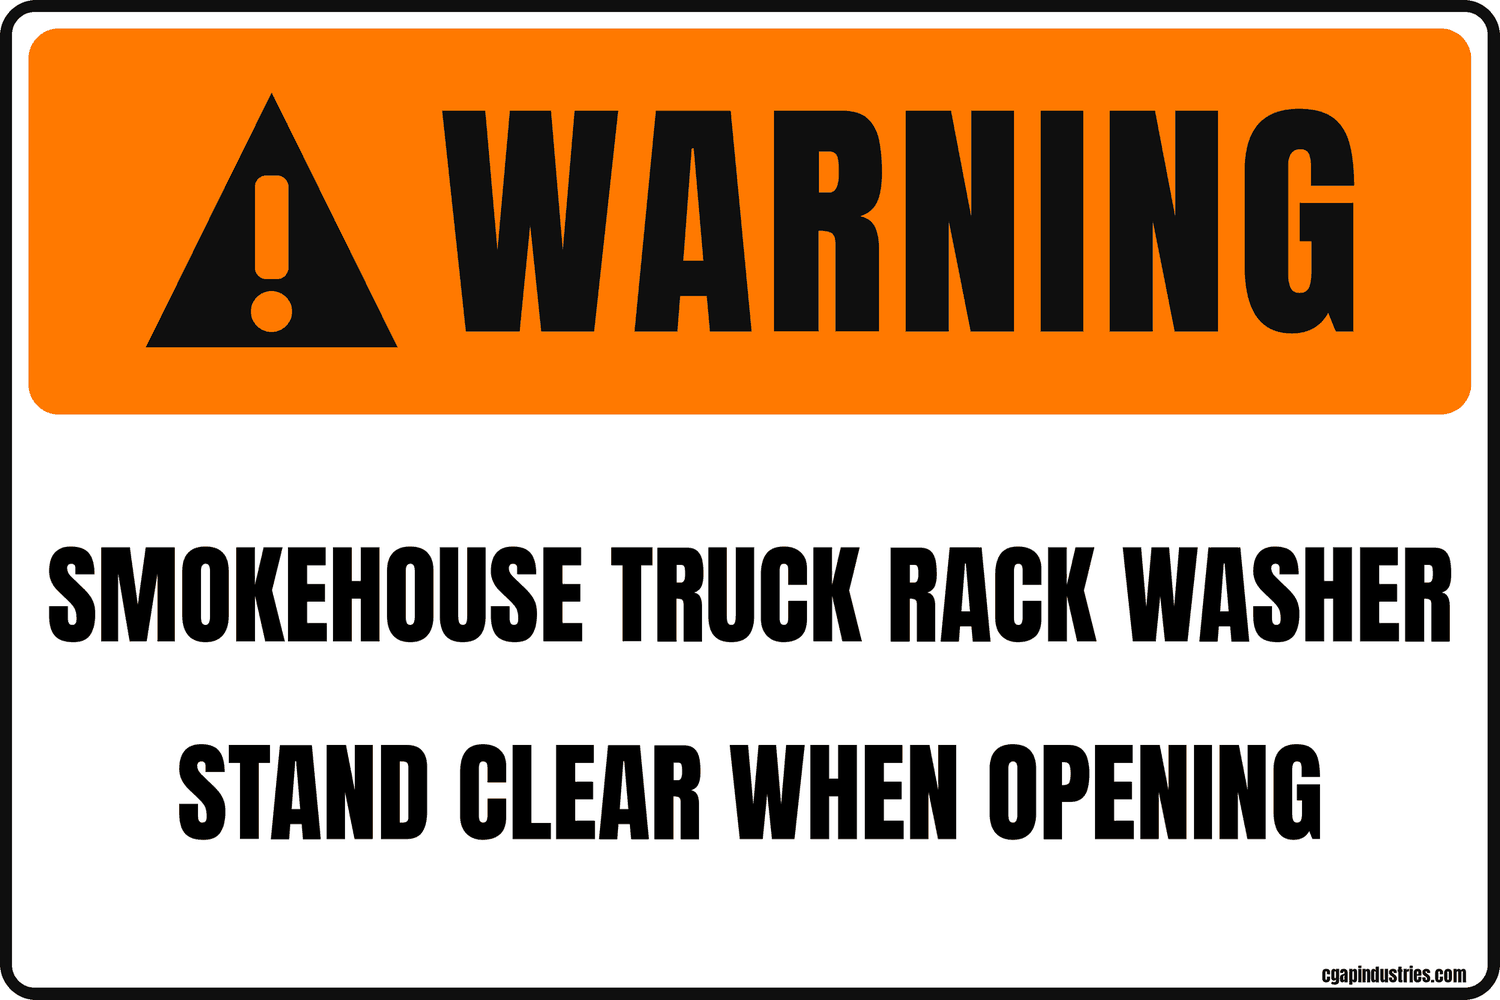 WARNING
SMOKEHOUSE TRUCK RACK WASHER
STAND CLEAR WHEN OPENING
cgapindustries.com